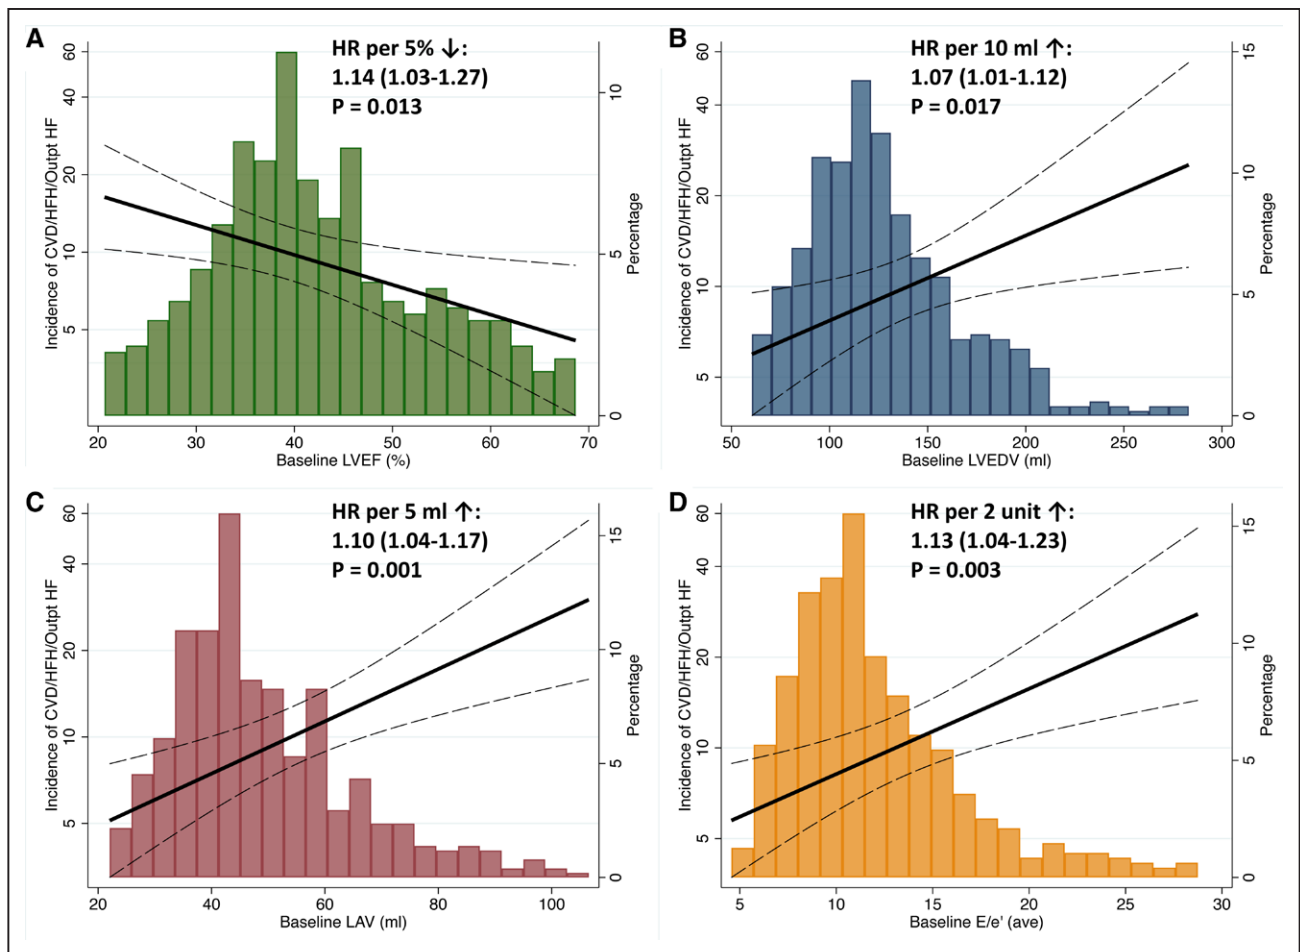 A
HR per 5% ↓:
1.14 (1.03-1.27)
P = 0.013
Incidence of CVD/HFH/Outpt HF
60
40
20
10
5
10
5
0
Percentage
20 30 40 50 60 70
Baseline LVEF (%)
B
HR per 10 ml ↑:
1.07 (1.01-1.12)
P = 0.017
Incidence of CVD/HFH/Outpt HF
60
40
20
10
5
15
10
5
0
Percentage
50 100 150 200 250 300
Baseline LVEDV (ml)
C
HR per 5 ml ↑:
1.10 (1.04-1.17)
P = 0.001
Incidence of CVD/HFH/Outpt HF
60
40
20
10
5
15
10
5
0
Percentage
20 40 60 80 100
Baseline LAV (ml)
D
HR per 2 unit ↑:
1.13 (1.04-1.23)
P = 0.003
Incidence of CVD/HFH/Outpt HF
60
40
20
10
5
15
10
5
0
Percentage
5 10 15 20 25 30
Baseline E/e' (ave)